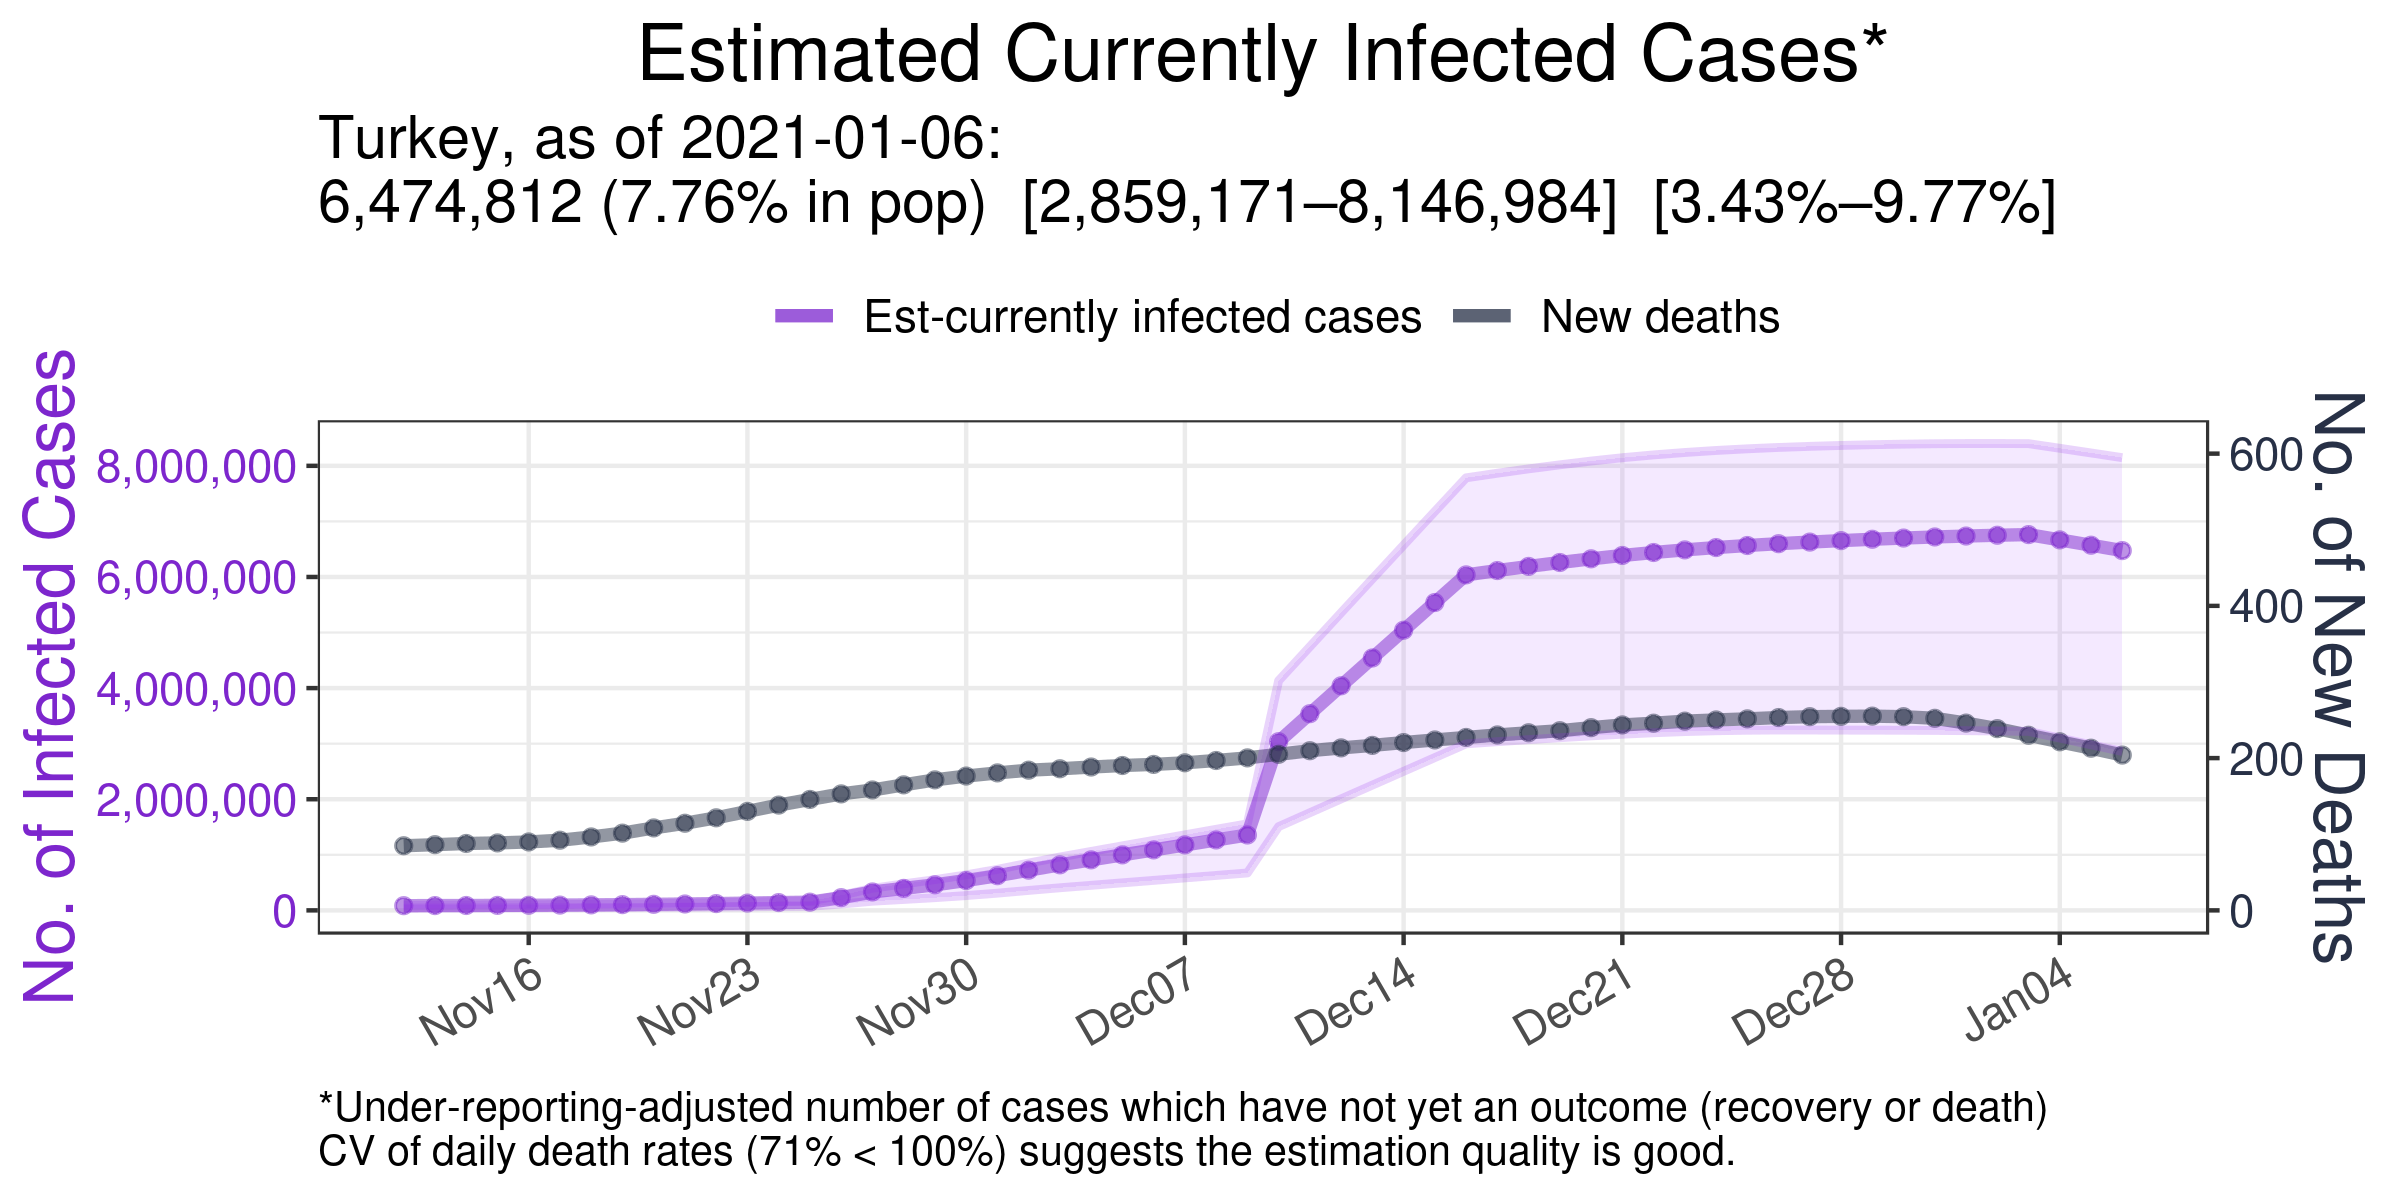 Estimated Currently Infected Cases*
Turkey, as of 2021-01-06:
6,474,812 (7.76% in pop) [2,859,171–8,146,984] [3.43%–9.77%]
Est-currently infected cases
New deaths
No. of Infected Cases
8,000,000
6,000,000
4,000,000
2,000,000
0
600
400
200
0
No. of New Deaths
Nov16
Nov23
Nov30
Dec07
Dec14
Dec21
Dec28
Jan04
*Under-reporting-adjusted number of cases which have not yet an outcome (recovery or death)
CV of daily death rates (71% < 100%) suggests the estimation quality is good.